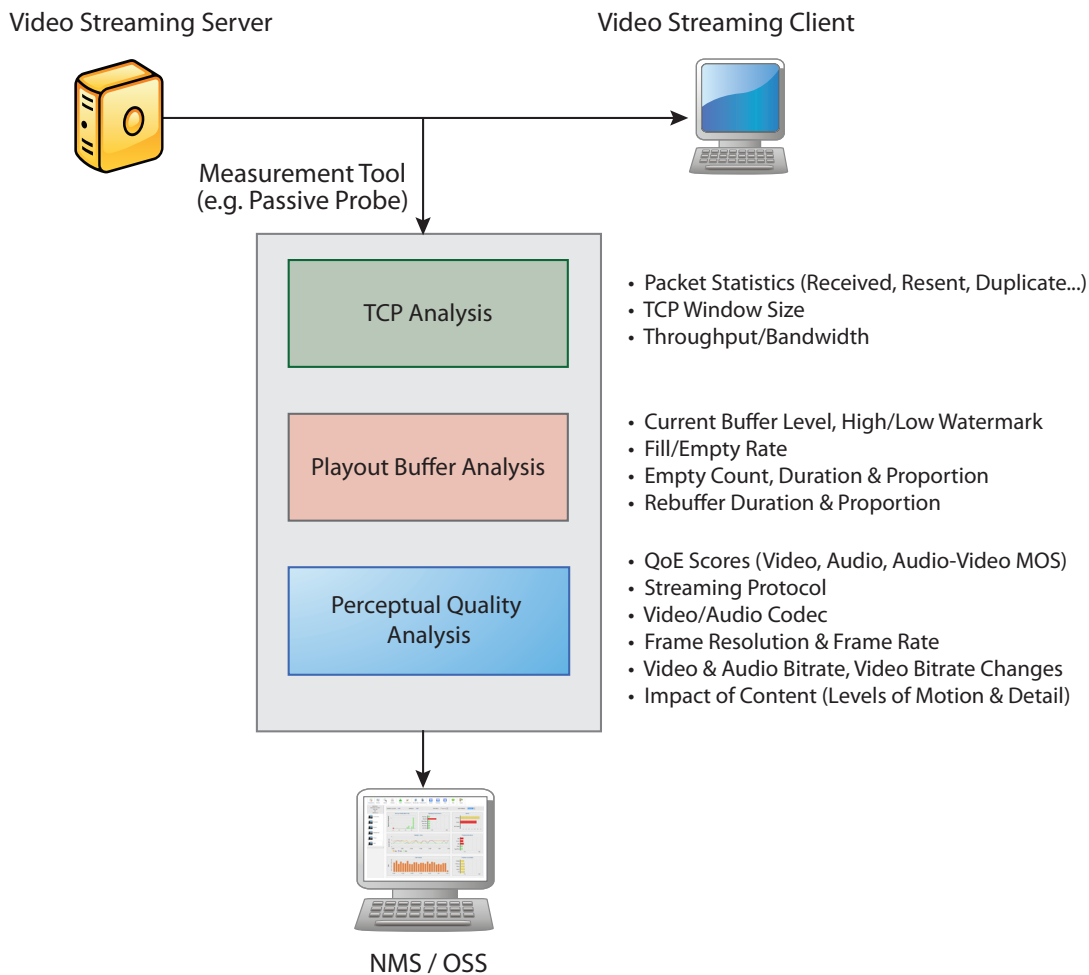 Video Streaming Server
Video Streaming Client
Measurement Tool
(e.g. Passive Probe)
TCP Analysis
• Packet Statistics (Received, Resent, Duplicate...)
• TCP Window Size
• Throughput/Bandwidth
Playout Buffer Analysis
• Current Buffer Level, High/Low Watermark
• Fill/Empty Rate
• Empty Count, Duration & Proportion
• Rebuffer Duration & Proportion
Perceptual Quality
Analysis
• QoE Scores (Video, Audio, Audio-Video MOS)
• Streaming Protocol
• Video/Audio Codec
• Frame Resolution & Frame Rate
• Video & Audio Bitrate, Video Bitrate Changes
• Impact of Content (Levels of Motion & Detail)
NMS / OSS